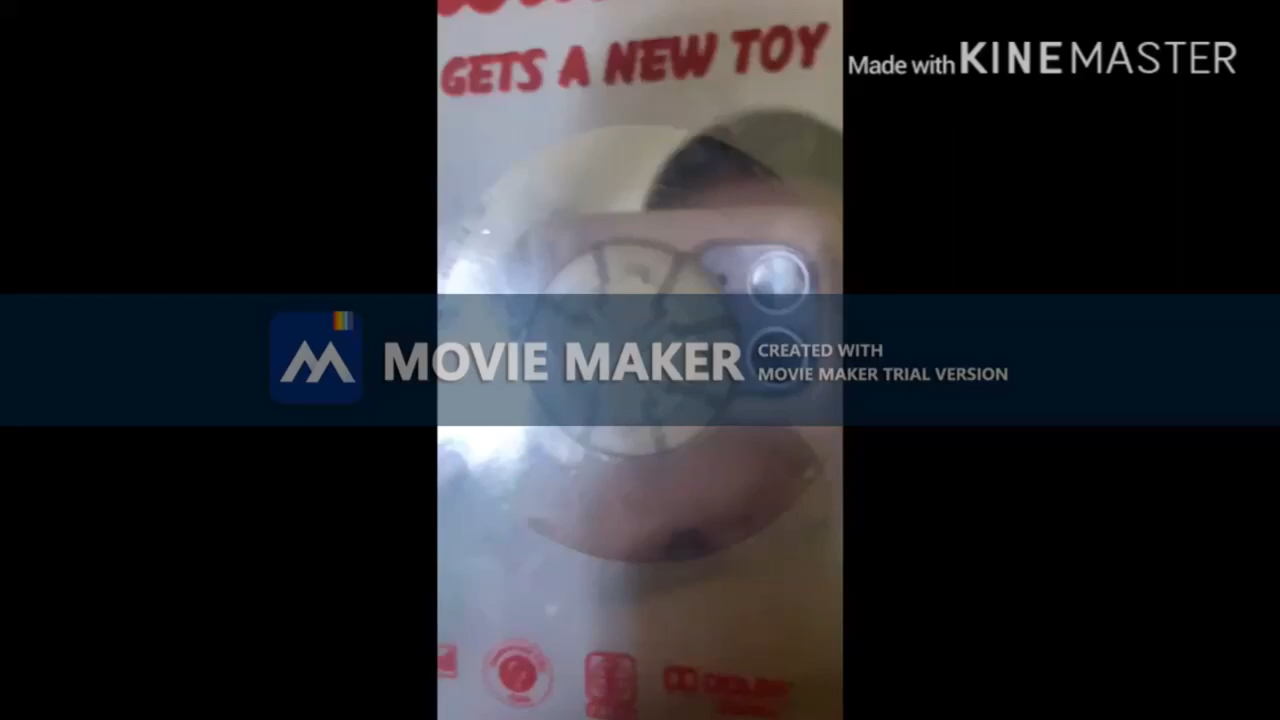 GETS A NEW TOY
Made with KINEMASTER
MOVIE MAKER
CREATED WITH
MOVIE MAKER TRIAL VERSION